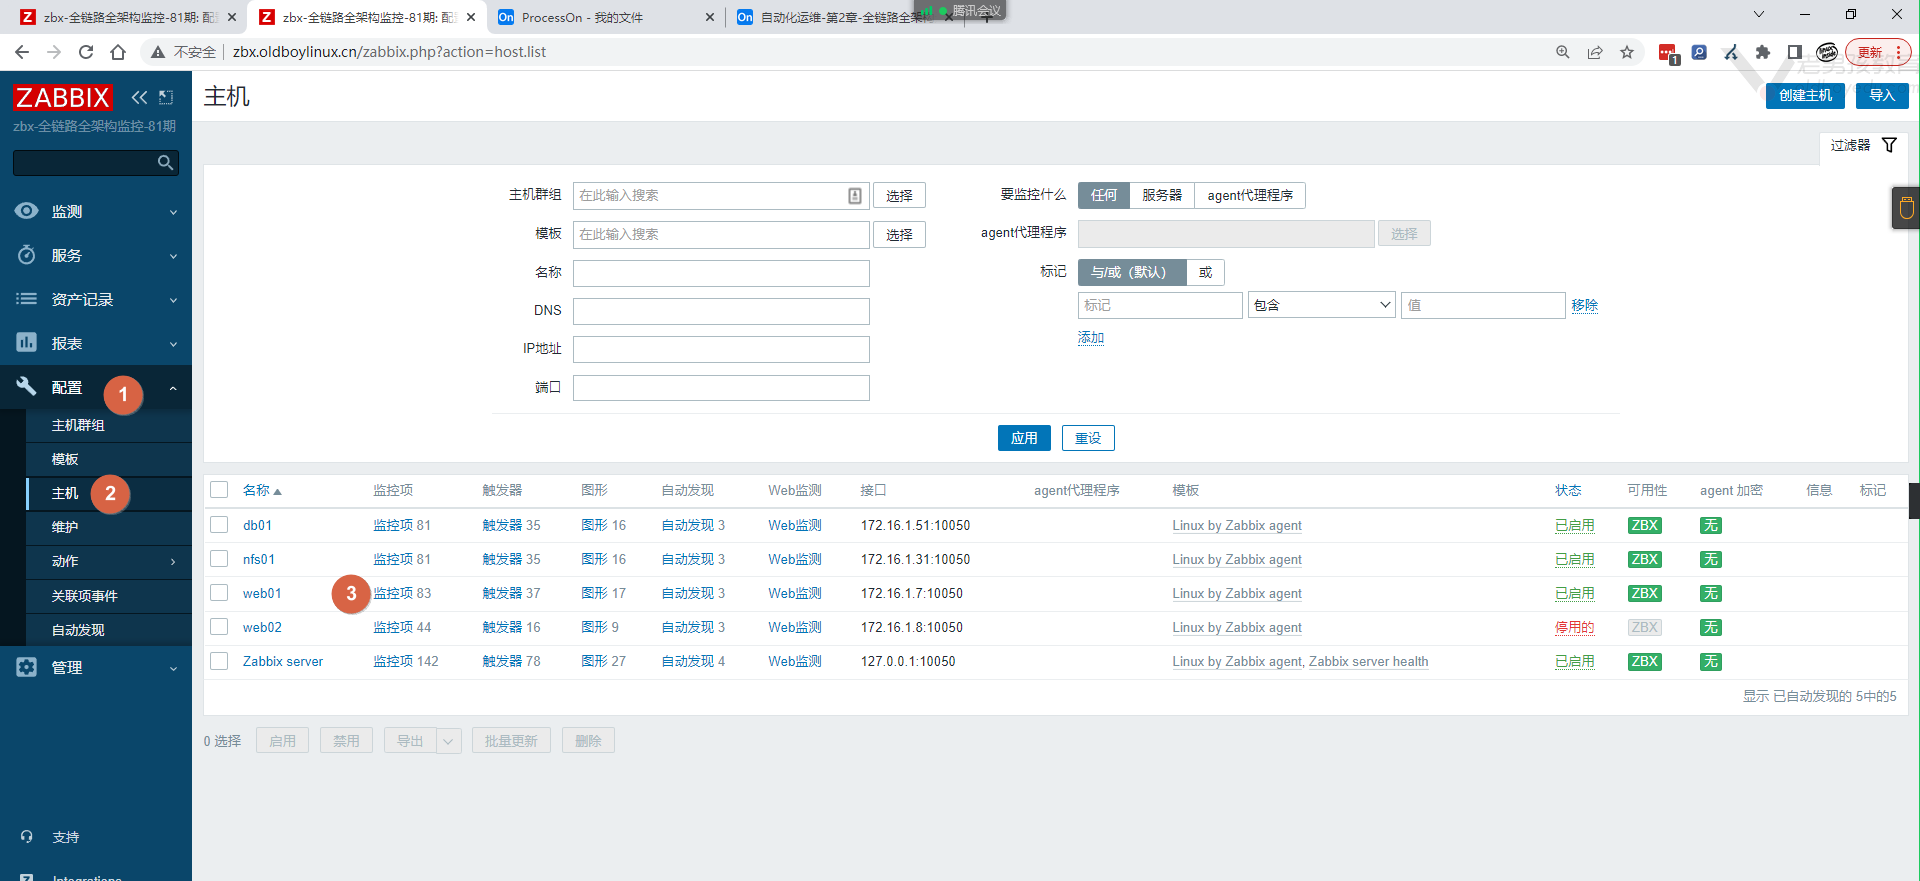 zbx-全链路全架构监控-81期: 配
zbx-全链路全架构监控-81期: 配
ProcessOn - 我的文件
自动化运维-第2章-全链路全架
腾讯会议
不安全
zbx.oldboylinux.cn/zabbix.php?action=host.list
1
更新
ZABBIX
zbx-全链路全架构监控-81期
主机
老男孩教育
创建主机
导入
过滤器
监测
服务
资产记录
报表
配置
1
主机群组
模板
主机
2
维护
动作
关联项事件
自动发现
管理
支持
Integrations
主机群组
在此输入搜索
选择
模板
在此输入搜索
选择
名称
DNS
IP地址
端口
要监控什么
任何
服务器
agent代理程序
agent代理程序
选择
标记
与/或（默认）
或
标记
包含
值
移除
添加
应用
重设
名称 监控项 触发器 图形 自动发现 Web监测 接口 agent代理程序 模板 状态 可用性 agent 加密 信息 标记
db01 监控项 81 触发器 35 图形 16 自动发现 3 Web监测 172.16.1.51:10050 Linux by Zabbix agent 已启用 ZBX 无
nfs01 监控项 81 触发器 35 图形 16 自动发现 3 Web监测 172.16.1.31:10050 Linux by Zabbix agent 已启用 ZBX 无
web01 3 监控项 83 触发器 37 图形 17 自动发现 3 Web监测 172.16.1.7:10050 Linux by Zabbix agent 已启用 ZBX 无
web02 监控项 44 触发器 16 图形 9 自动发现 3 Web监测 172.16.1.8:10050 Linux by Zabbix agent 停用的 ZBX 无
Zabbix server 监控项 142 触发器 78 图形 27 自动发现 4 Web监测 127.0.0.1:10050 Linux by Zabbix agent, Zabbix server health 已启用 ZBX 无
显示 已自动发现的 5中的5
0 选择
启用
禁用
导出
批量更新
删除